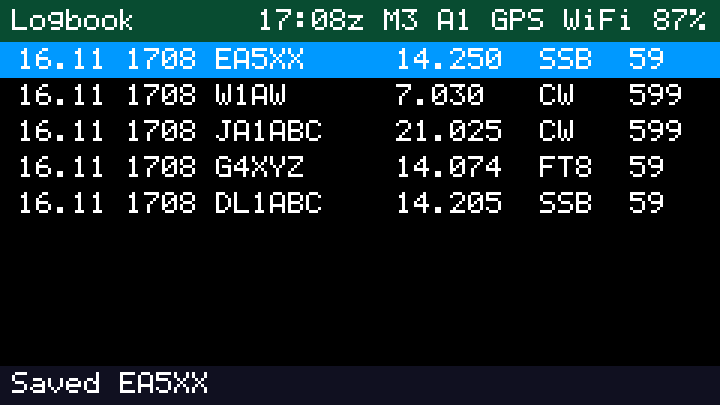 Logbook 17:08z M3 A1 GPS WiFi 87%
16.11 1708 EA5XX 14.250 SSB 59
16.11 1708 W1AW 7.030 CW 599
16.11 1708 JA1ABC 21.025 CW 599
16.11 1708 G4XYZ 14.074 FT8 59
16.11 1708 DL1ABC 14.205 SSB 59
Saved EA5XX